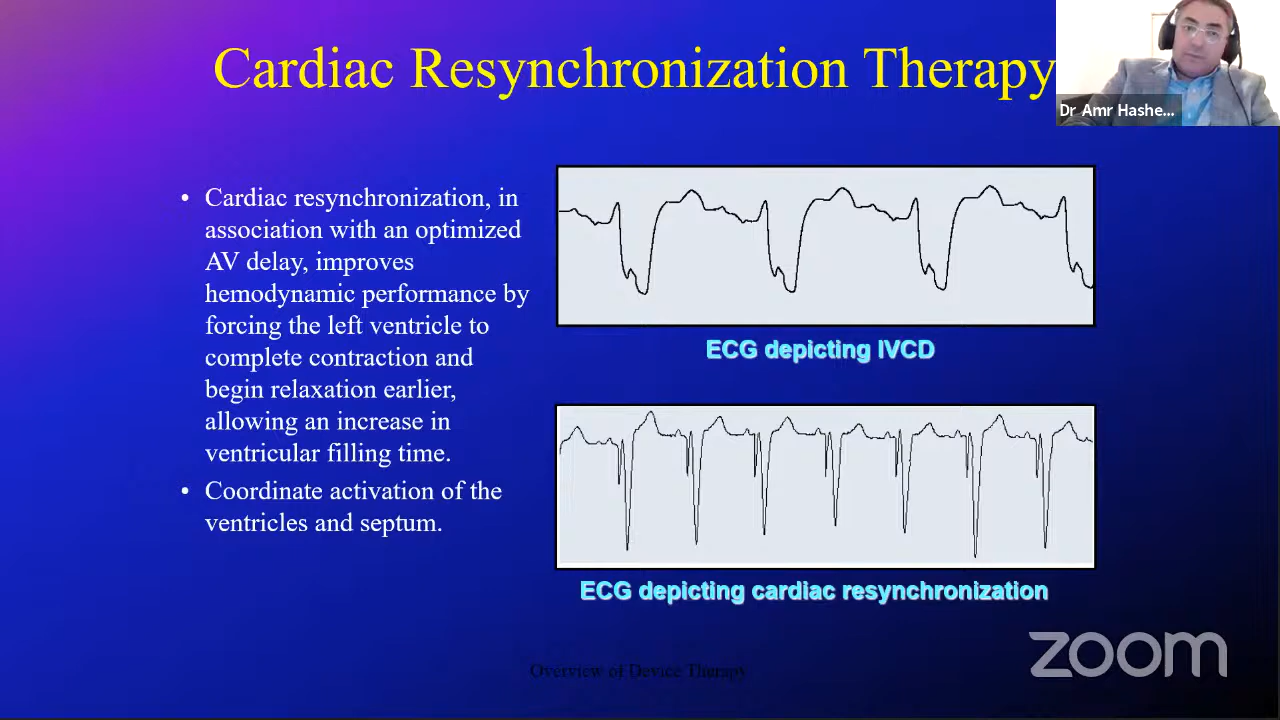 Cardiac Resynchronization Therapy
Dr Amr Hashe...
• Cardiac resynchronization, in
association with an optimized
AV delay, improves
hemodynamic performance by
forcing the left ventricle to
complete contraction and
begin relaxation earlier,
allowing an increase in
ventricular filling time.
• Coordinate activation of the
ventricles and septum.
ECG depicting IVCD
ECG depicting cardiac resynchronization
Overview of Device Therapy
zoom